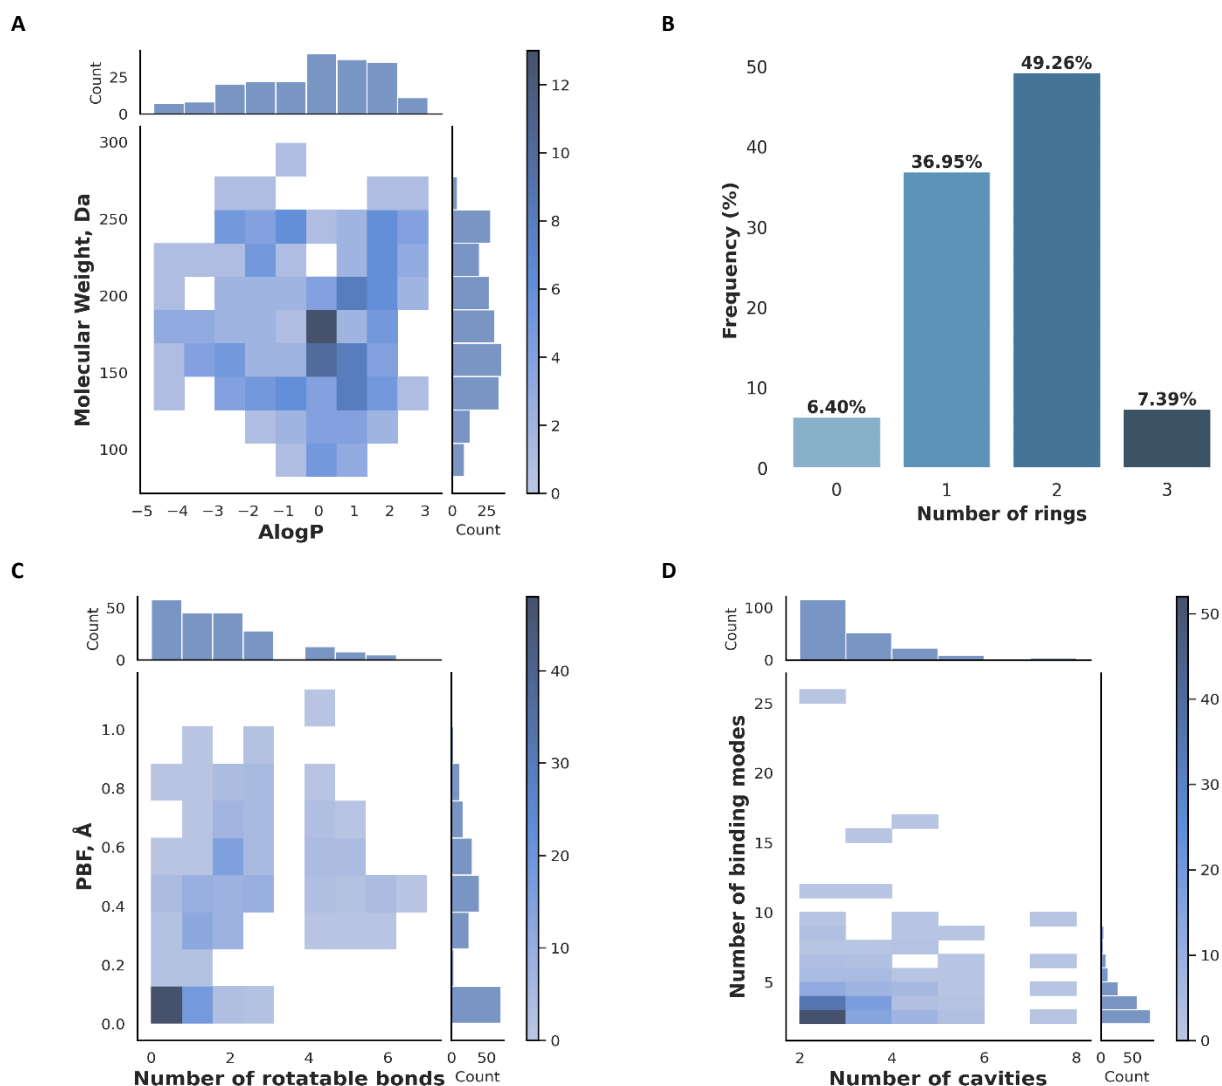 A
Count
25
0
300
250
200
150
100
Molecular Weight, Da
−5 −4 −3 −2 −1 0 1 2 3
AlogP
0 25
Count
12
10
8
6
4
2
0
B
50
40
30
20
10
0
Frequency (%)
6.40%
36.95%
49.26%
7.39%
0 1 2 3
Number of rings
C
Count
50
0
1.0
0.8
0.6
0.4
0.2
0.0
PBF, Å
0 2 4 6
Number of rotatable bonds
0 50
Count
40
30
20
10
0
D
Count
100
0
25
20
15
10
5
Number of binding modes
2 4 6 8
Number of cavities
0 50
Count
50
40
30
20
10
0